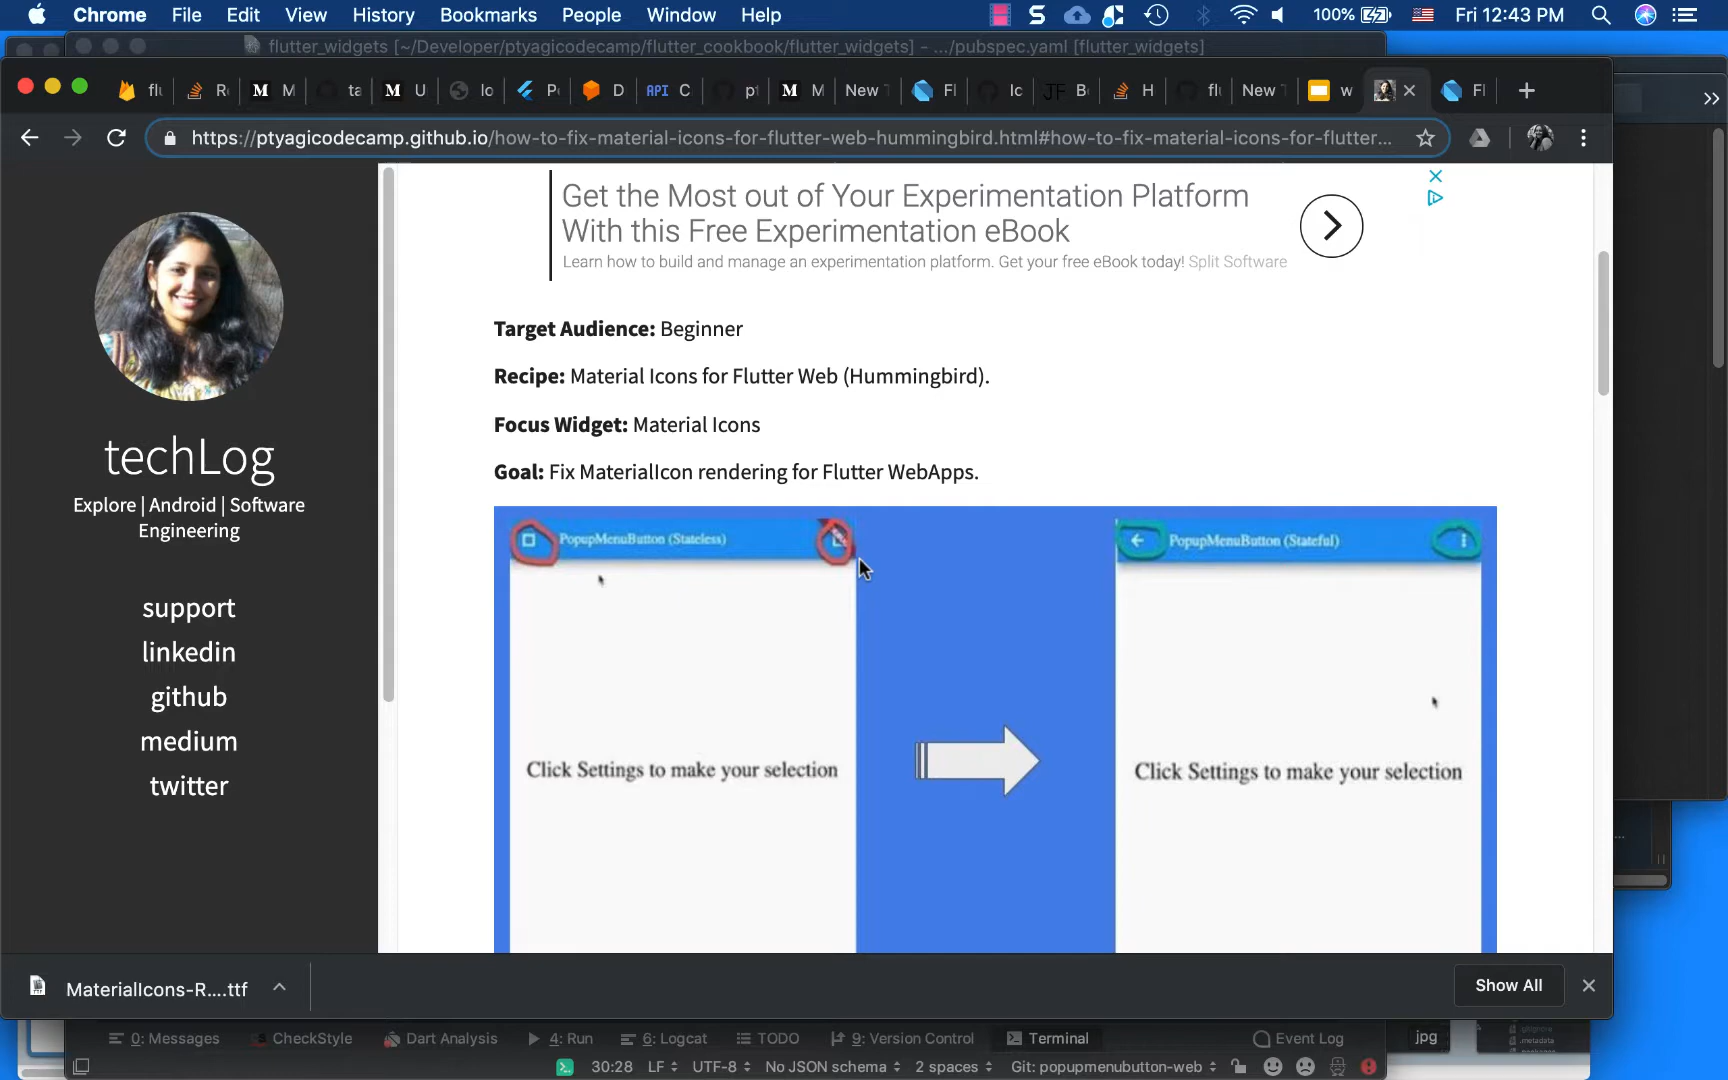 Chrome File Edit View History Bookmarks People Window Help 100% Fri 12:43 PM
flutter_widgets [~/Developer/ptyagicodecamp/flutter_cookbook/flutter_widgets] - .../pubspec.yaml [flutter_widgets]
https://ptyagicodecamp.github.io/how-to-fix-material-icons-for-flutter-web-hummingbird.html#how-to-fix-material-icons-for-flutter...
Get the Most out of Your Experimentation Platform
With this Free Experimentation eBook
Learn how to build and manage an experimentation platform. Get your free eBook today! Split Software
techLog
Explore | Android | Software
Engineering
support
linkedin
github
medium
twitter
Target Audience: Beginner
Recipe: Material Icons for Flutter Web (Hummingbird).
Focus Widget: Material Icons
Goal: Fix MaterialIcon rendering for Flutter WebApps.
PopupMenuButton (Stateless)
PopupMenuButton (Stateful)
Click Settings to make your selection
Click Settings to make your selection
MaterialIcons-R....ttf
Show All
0: Messages CheckStyle Dart Analysis 4: Run 6: Logcat TODO 9: Version Control Terminal Event Log
jpg
30:28 LF UTF-8 No JSON schema 2 spaces Git: popupmenubutton-web